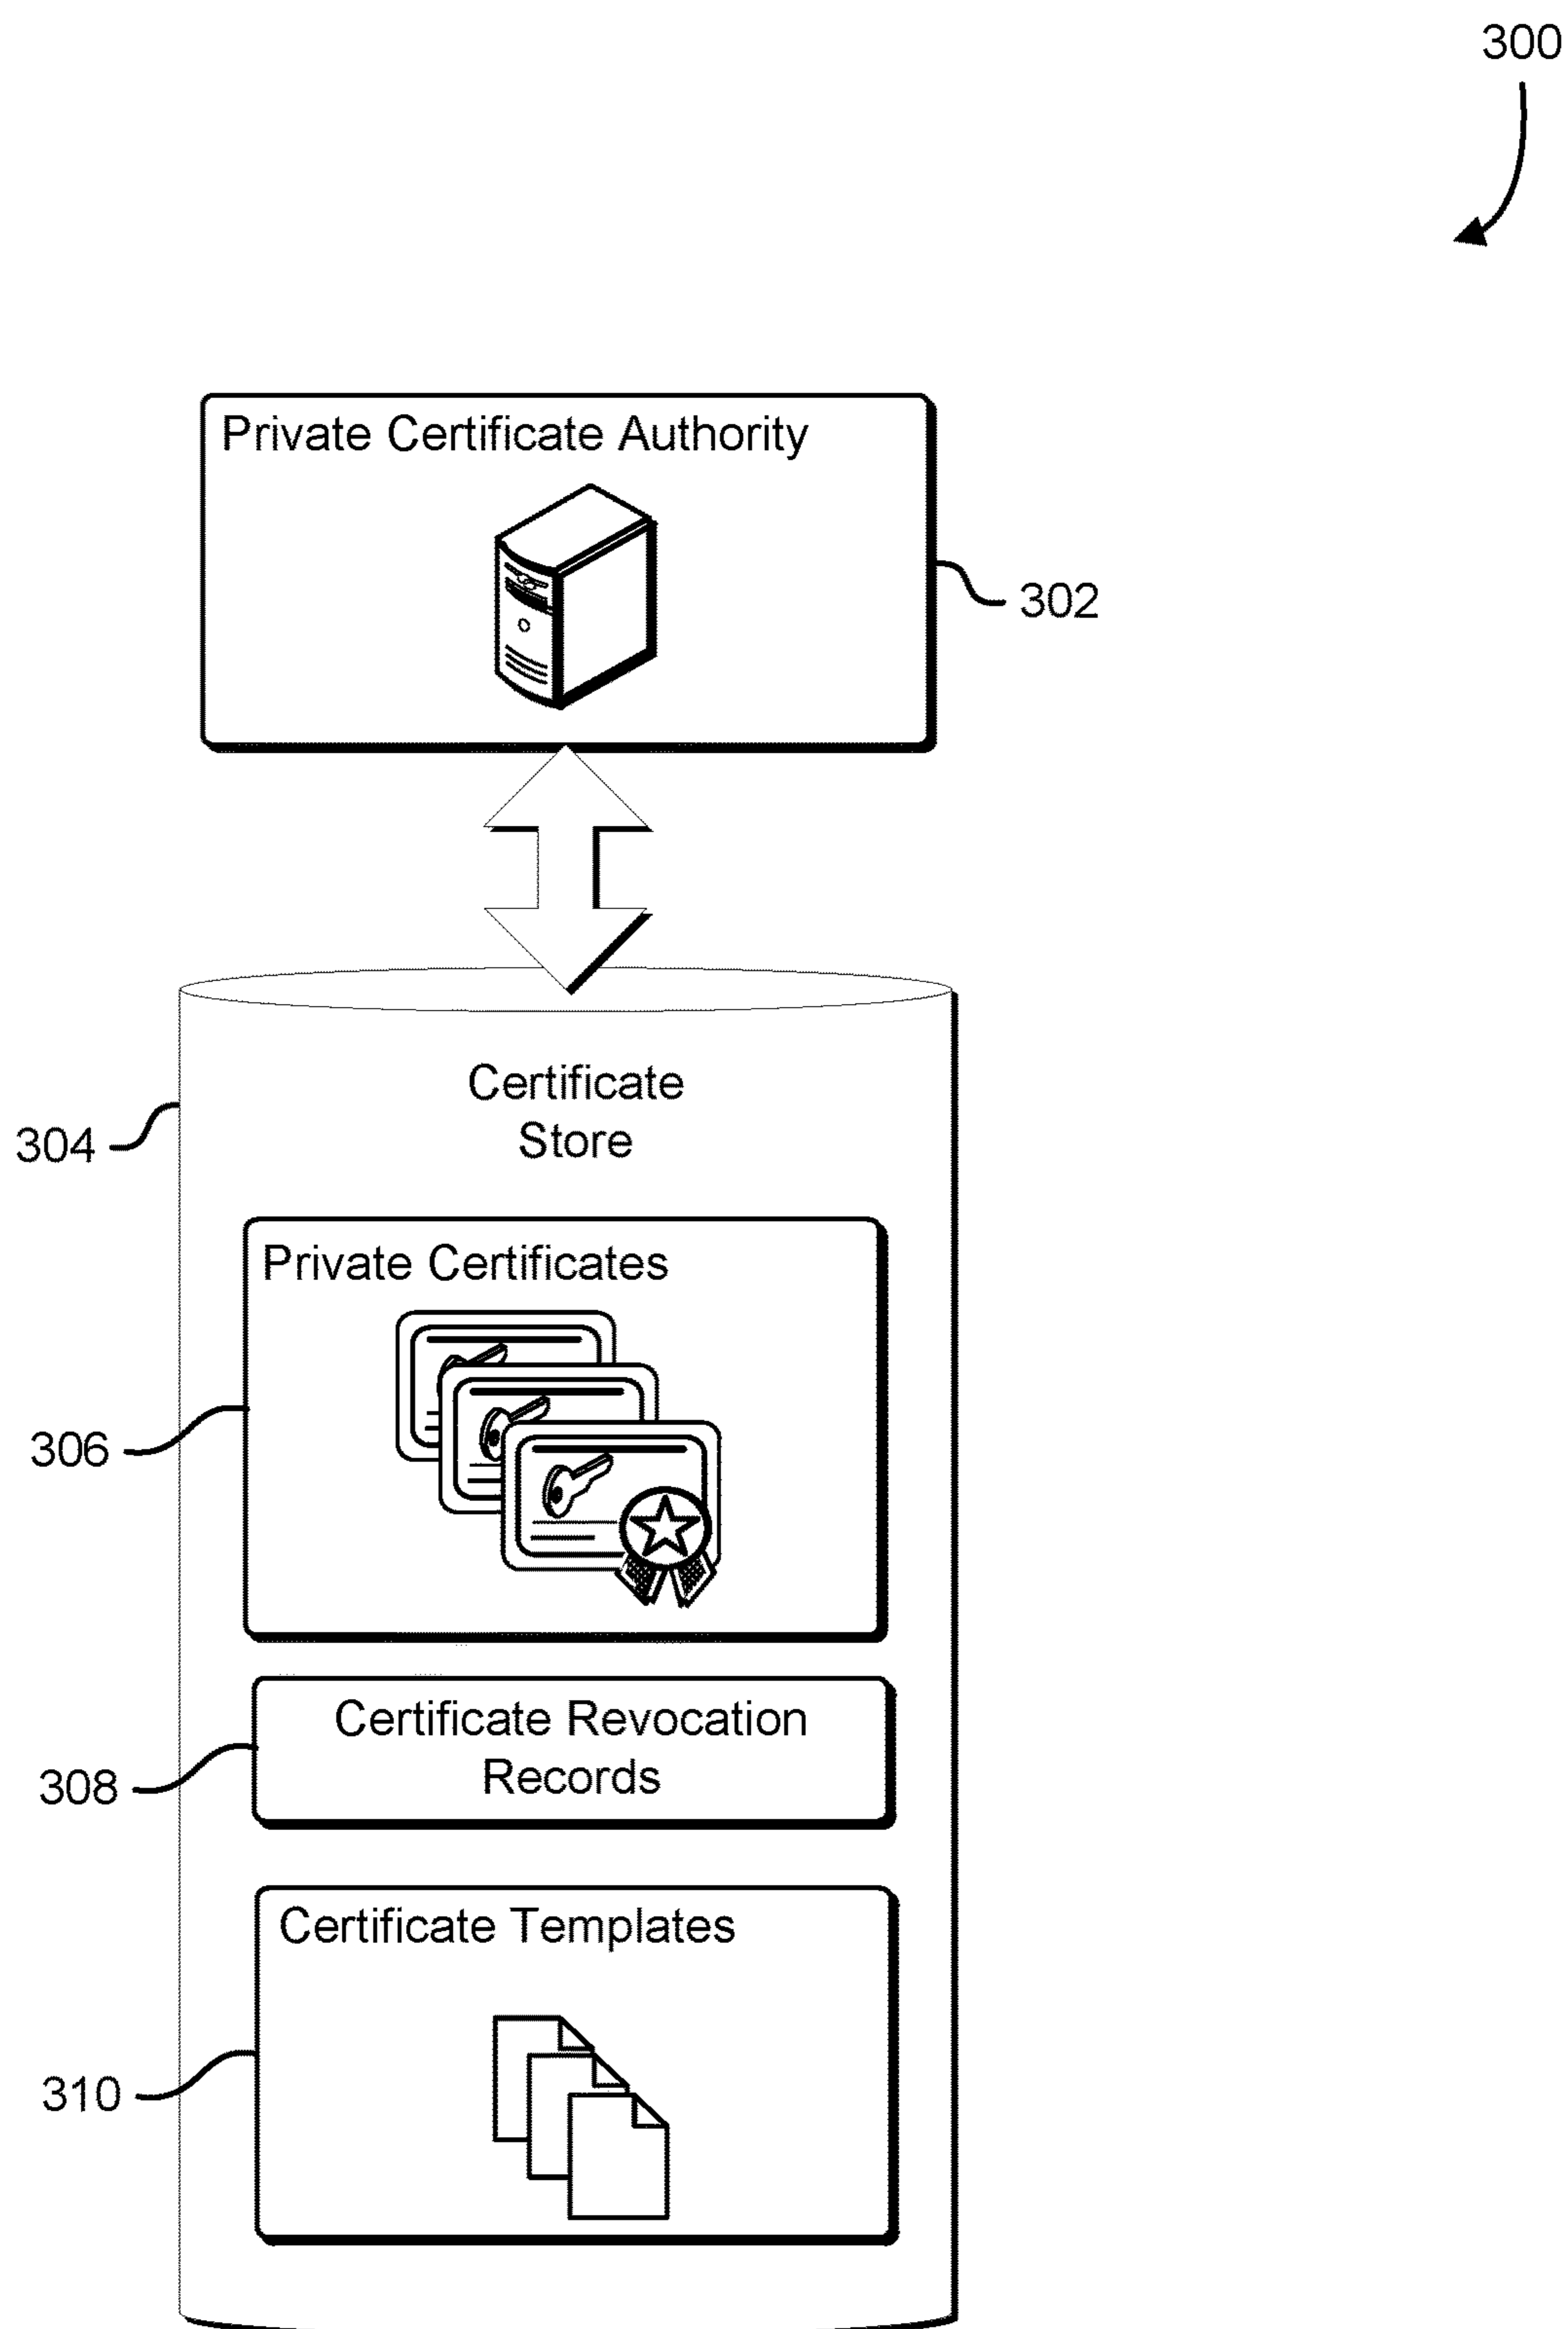 300
Private Certificate Authority
302
Certificate
Store
304
Private Certificates
306
Certificate Revocation
Records
308
Certificate Templates
310